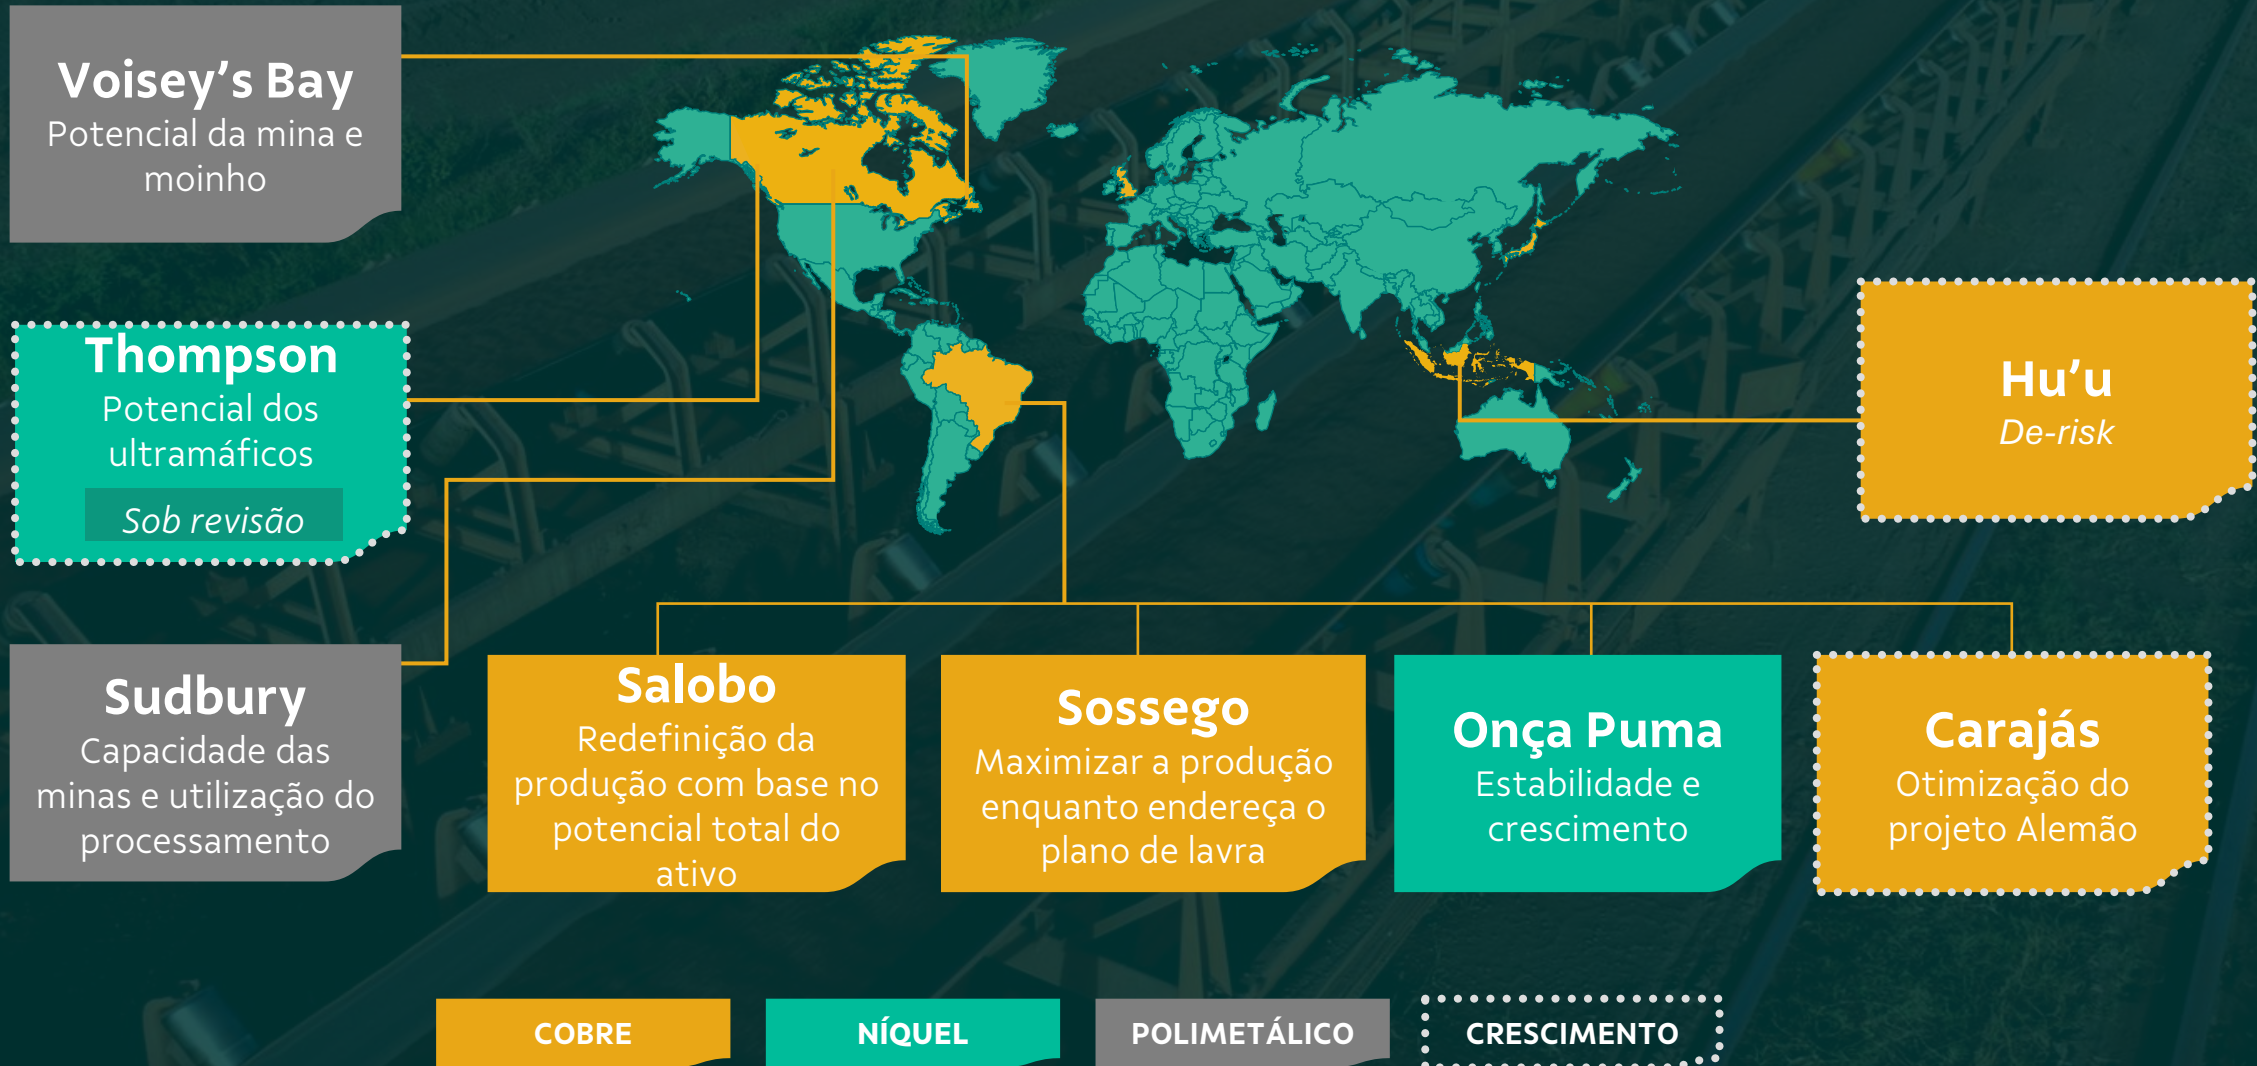 Voisey’s Bay
Potencial da mina e
moinho
Thompson
Potencial dos
ultramáficos
Sob revisão
Hu’u
De-risk
Sudbury
Capacidade das
minas e utilização do
processamento
Salobo
Redefinição da
produção com base no
potencial total do
ativo
Sossego
Maximizar a produção
enquanto endereça o
plano de lavra
Onça Puma
Estabilidade e
crescimento
Carajás
Otimização do
projeto Alemão
COBRE
NÍQUEL
POLIMETÁLICO
CRESCIMENTO